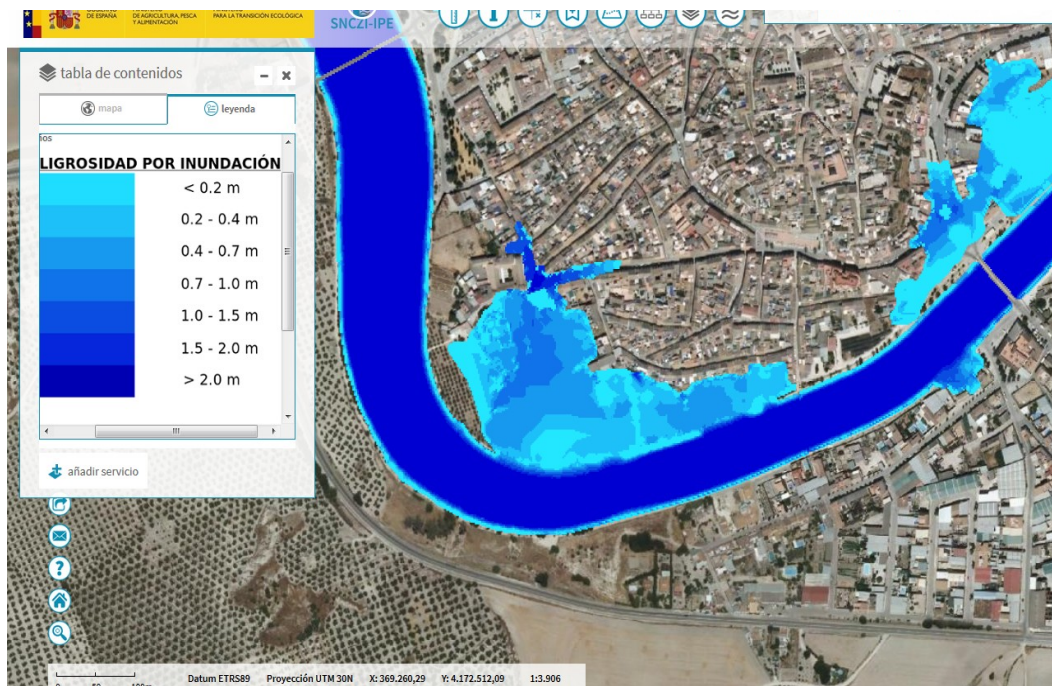 DE ESPAÑA
DE AGRICULTURA, PESCA
Y ALIMENTACIÓN
PARA LA TRANSICIÓN ECOLÓGICA
SNCZI-IPE
tabla de contenidos
mapa
leyenda
ios
LIGROSIDAD POR INUNDACIÓN
< 0.2 m
0.2 - 0.4 m
0.4 - 0.7 m
0.7 - 1.0 m
1.0 - 1.5 m
1.5 - 2.0 m
> 2.0 m
añadir servicio
Datum ETRS89 Proyección UTM 30N X: 369.260,29 Y: 4.172.512,09 1:3.906